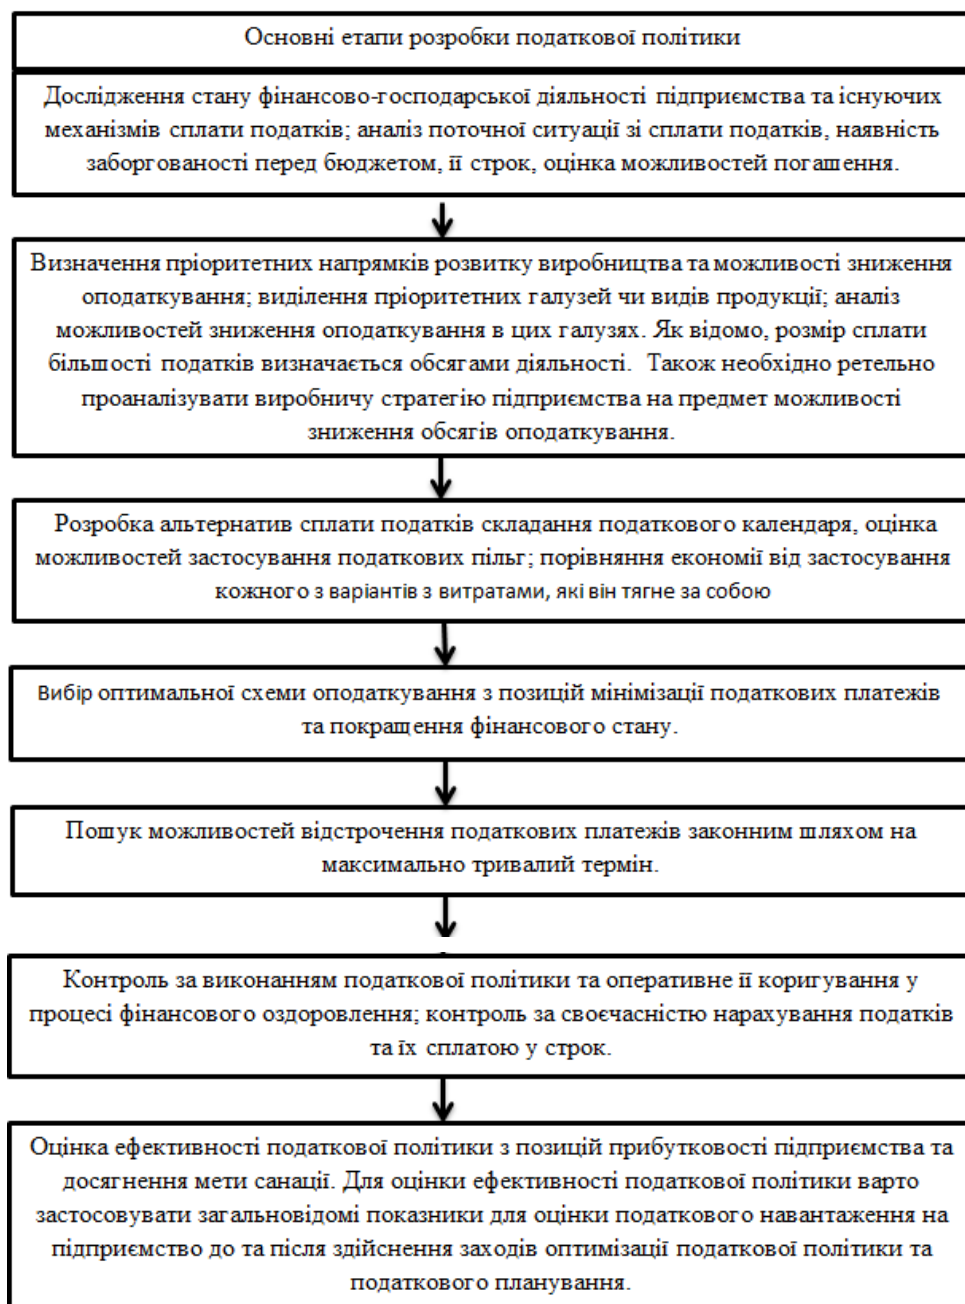 Основні етапи розробки податкової політики
Дослідження стану фінансово-господарської діяльності підприємства та існуючих
механізмів сплати податків; аналіз поточної ситуації зі сплати податків, наявність
заборгованості перед бюджетом, її строк, оцінка можливостей погашення.
Визначення пріоритетних напрямків розвитку виробництва та можливості зниження
оподаткування; виділення пріоритетних галузей чи видів продукції; аналіз
можливостей зниження оподаткування в цих галузях. Як відомо, розмір сплати
більшості податків визначається обсягами діяльності. Також необхідно ретельно
проаналізувати виробничу стратегію підприємства на предмет можливості
зниження обсягів оподаткування.
Розробка альтернатив сплати податків складання податкового календаря, оцінка
можливостей застосування податкових пільг; порівняння економії від застосування
кожного з варіантів з витратами, які він тягне за собою
Вибір оптимальної схеми оподаткування з позицій мінімізації податкових платежів
та покращення фінансового стану.
Пошук можливостей відстрочення податкових платежів законним шляхом на
максимально тривалий термін.
Контроль за виконанням податкової політики та оперативне її коригування у
процесі фінансового оздоровлення; контроль за своєчасністю нарахування податків
та їх сплатою у строк.
Оцінка ефективності податкової політики з позицій прибутковості підприємства та
досягнення мети санації. Для оцінки ефективності податкової політики варто
застосовувати загальновідомі показники для оцінки податкового навантаження на
підприємство до та після здійснення заходів оптимізації податкової політики та
податкового планування.